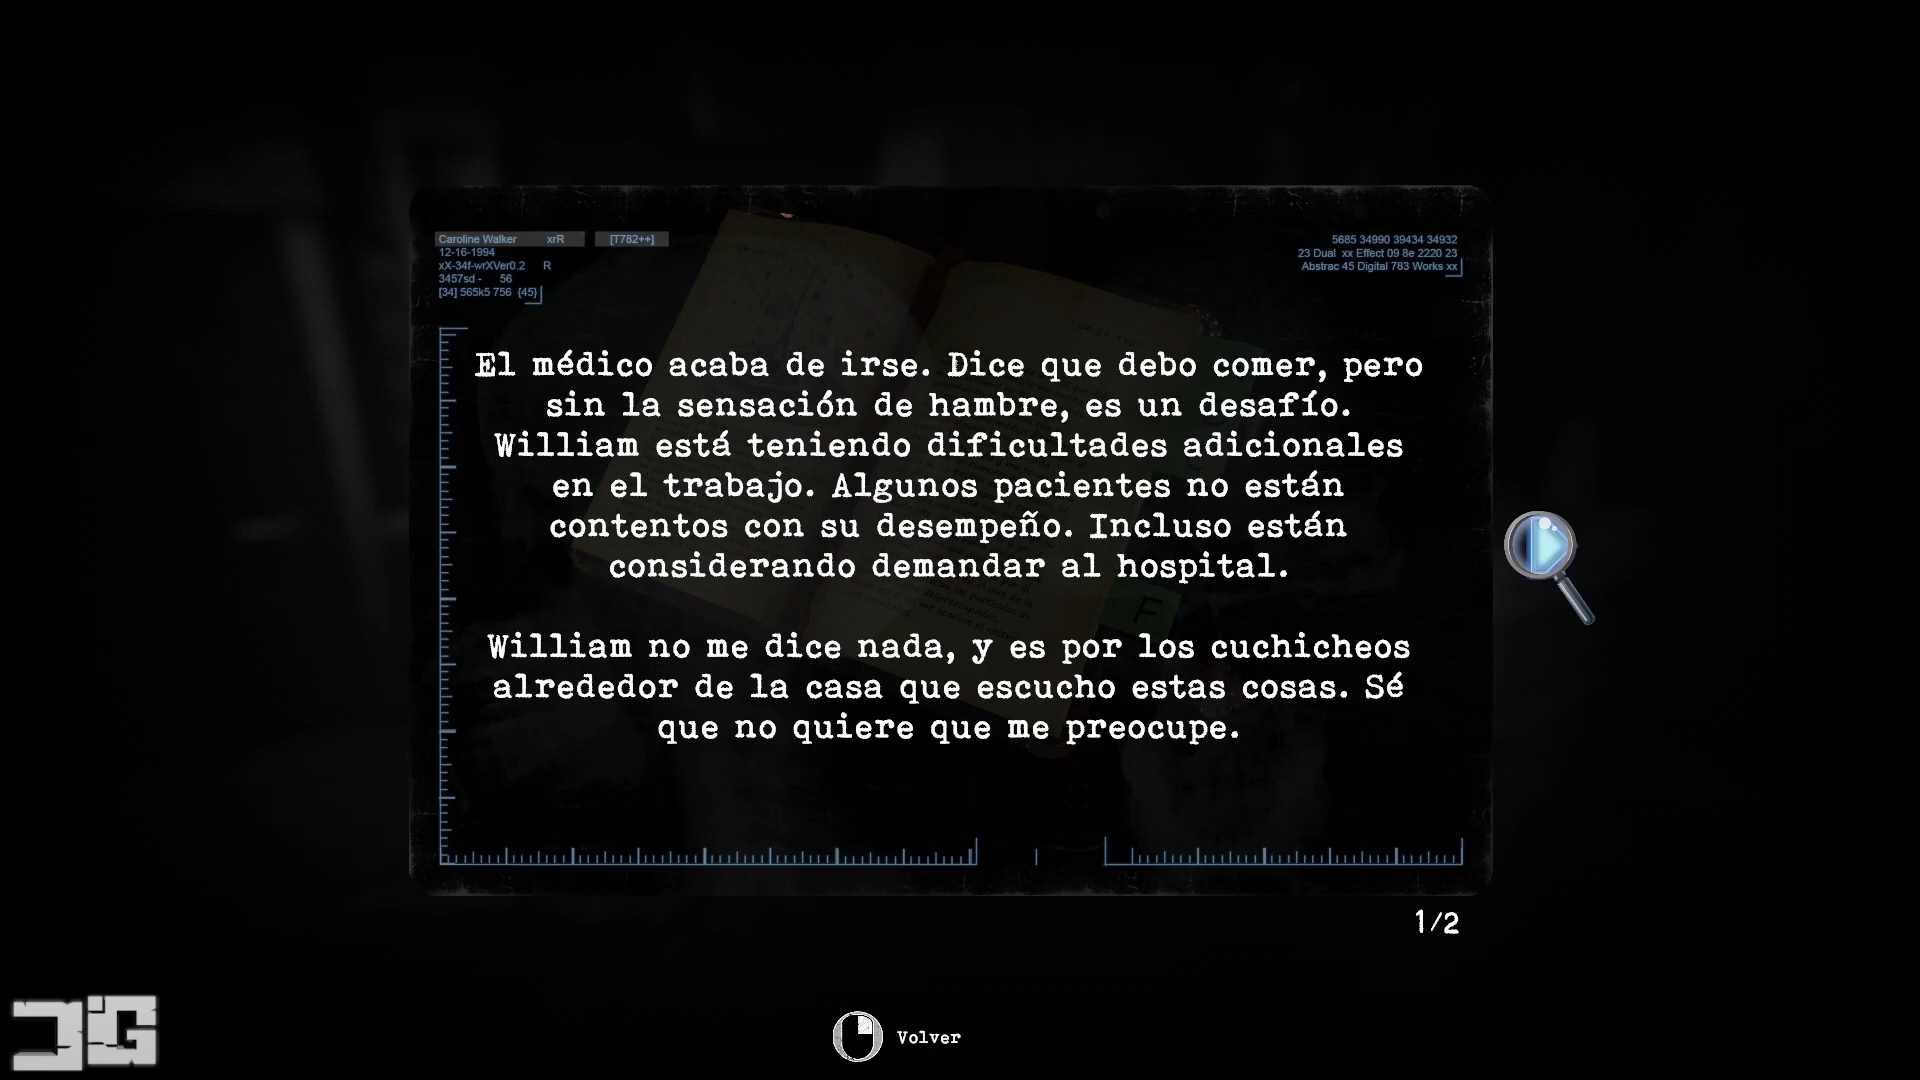 Caroline Walker xrR [T782++]
12-16-1994
xX-34f-wrXVer0.2 R
3457sd - 56
[34] 565k5 756 {45}
5685 34990 39434 34932
23 Dual xx Effect 09 8e 2220 23
Abstrac 45 Digital 783 Works xx
El médico acaba de irse. Dice que debo comer, pero
sin la sensación de hambre, es un desafío.
William está teniendo dificultades adicionales
en el trabajo. Algunos pacientes no están
contentos con su desempeño. Incluso están
considerando demandar al hospital.
William no me dice nada, y es por los cuchicheos
alrededor de la casa que escucho estas cosas. Sé
que no quiere que me preocupe.
F
1/2
Volver